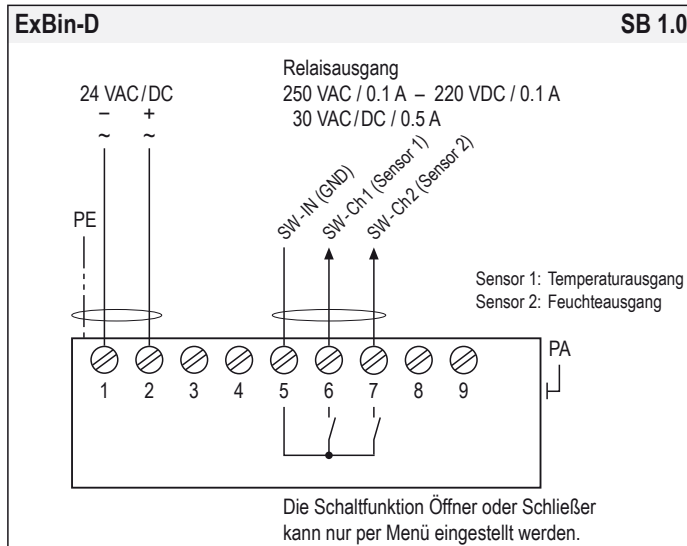 ExBin-D SB 1.0
Relaisausgang
24 VAC/DC 250 VAC / 0.1 A – 220 VDC / 0.1 A
– + 30 VAC/DC / 0.5 A
~ ~
SW-IN (GND)
SW-Ch1 (Sensor 1)
SW-Ch2 (Sensor 2)
PE
Sensor 1: Temperaturausgang
Sensor 2: Feuchteausgang
PA
1 2 3 4 5 6 7 8 9
Die Schaltfunktion Öffner oder Schließer
kann nur per Menü eingestellt werden.